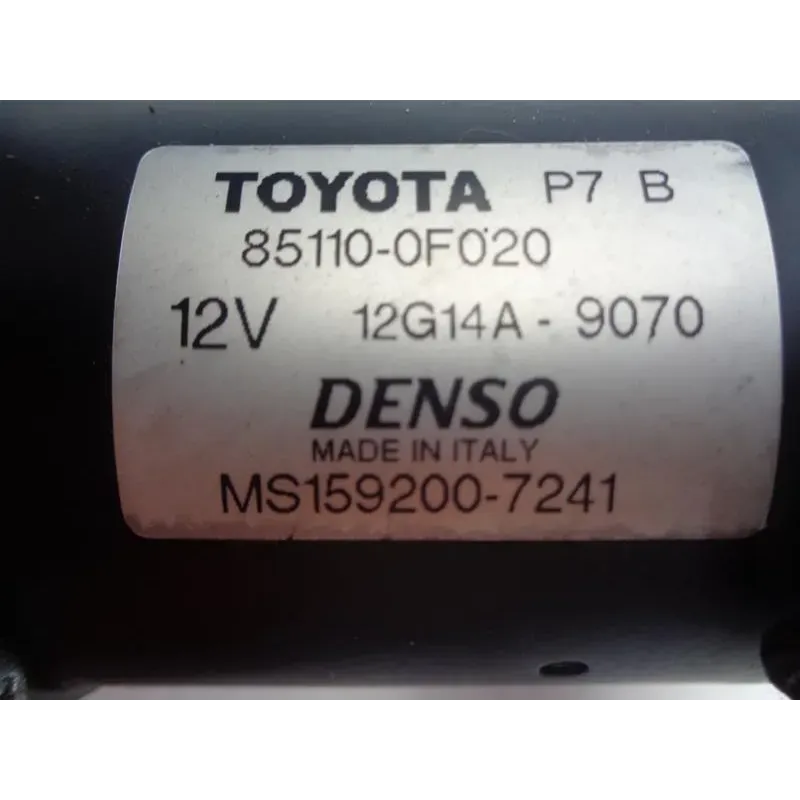 TOYOTA P7 B
85110-0F020
12V 12G14A - 9070
DENSO
MADE IN ITALY
MS159200-7241